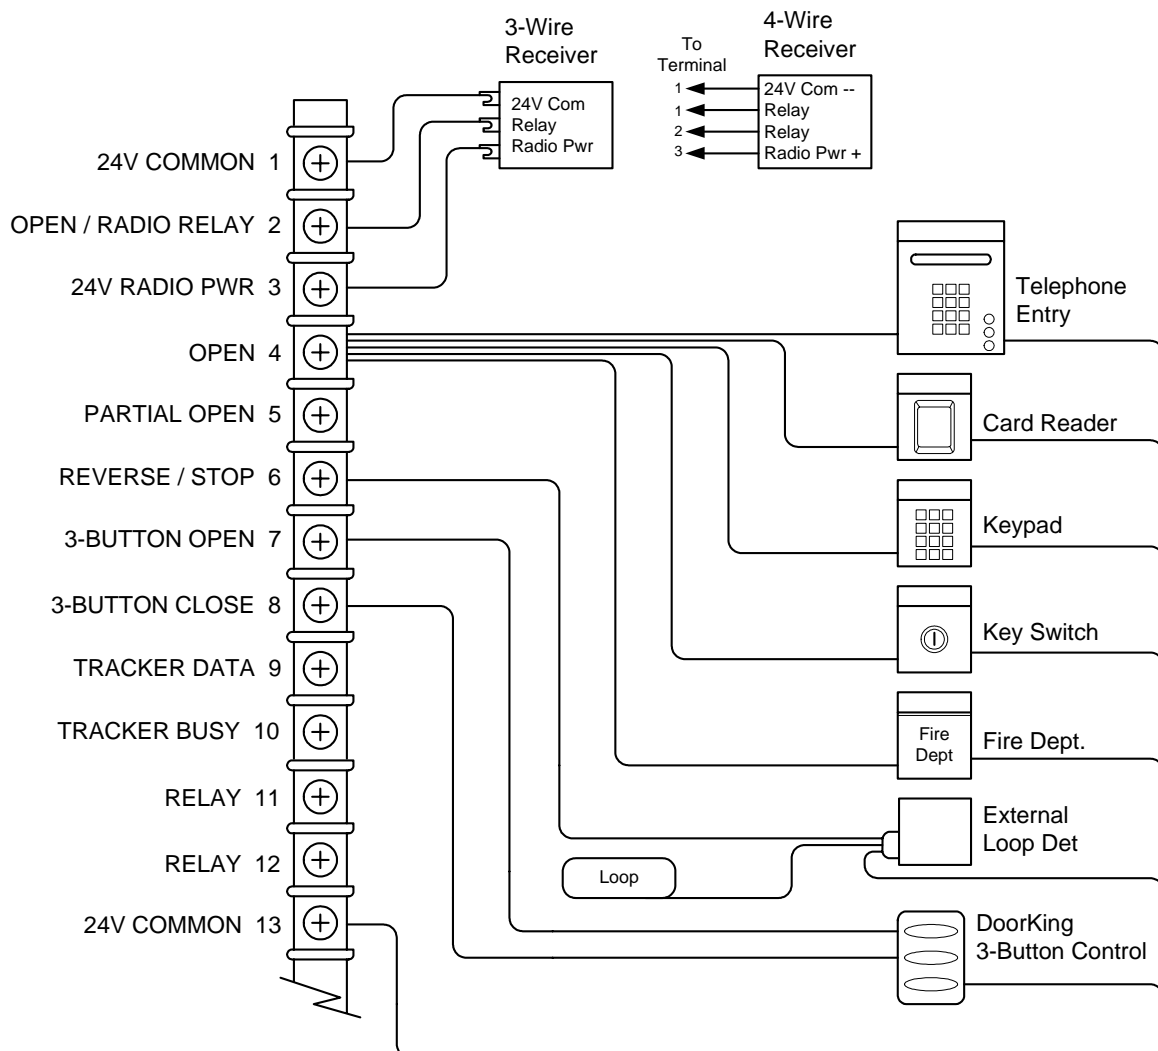 3-Wire
Receiver
4-Wire
Receiver
To
Terminal
24V Com
Relay
Radio Pwr
1
1
2
3
24V Com --
Relay
Relay
Radio Pwr +
24V COMMON 1
OPEN / RADIO RELAY 2
24V RADIO PWR 3
OPEN 4
PARTIAL OPEN 5
REVERSE / STOP 6
3-BUTTON OPEN 7
3-BUTTON CLOSE 8
TRACKER DATA 9
TRACKER BUSY 10
RELAY 11
RELAY 12
24V COMMON 13
Telephone
Entry
Card Reader
Keypad
Key Switch
Fire
Dept
Fire Dept.
External
Loop Det
Loop
DoorKing
3-Button Control